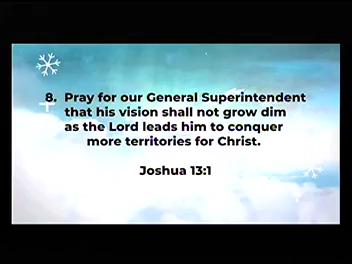 8. Pray for our General Superintendent
that his vision shall not grow dim
as the Lord leads him to conquer
more territories for Christ.
Joshua 13:1